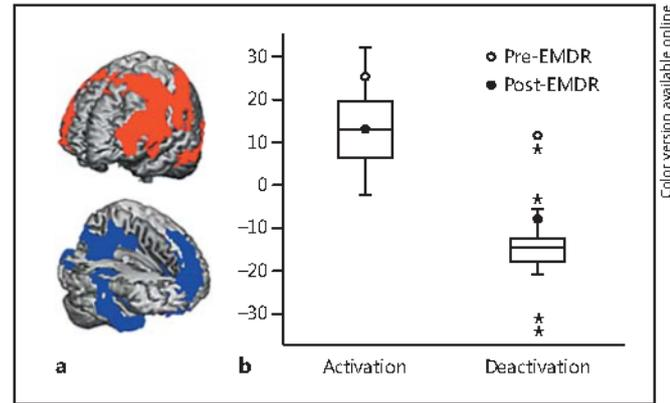 30
20
10
0
–10
–20
–30
Pre-EMDR
Post-EMDR
Activation
Deactivation
a
b
Color version available online